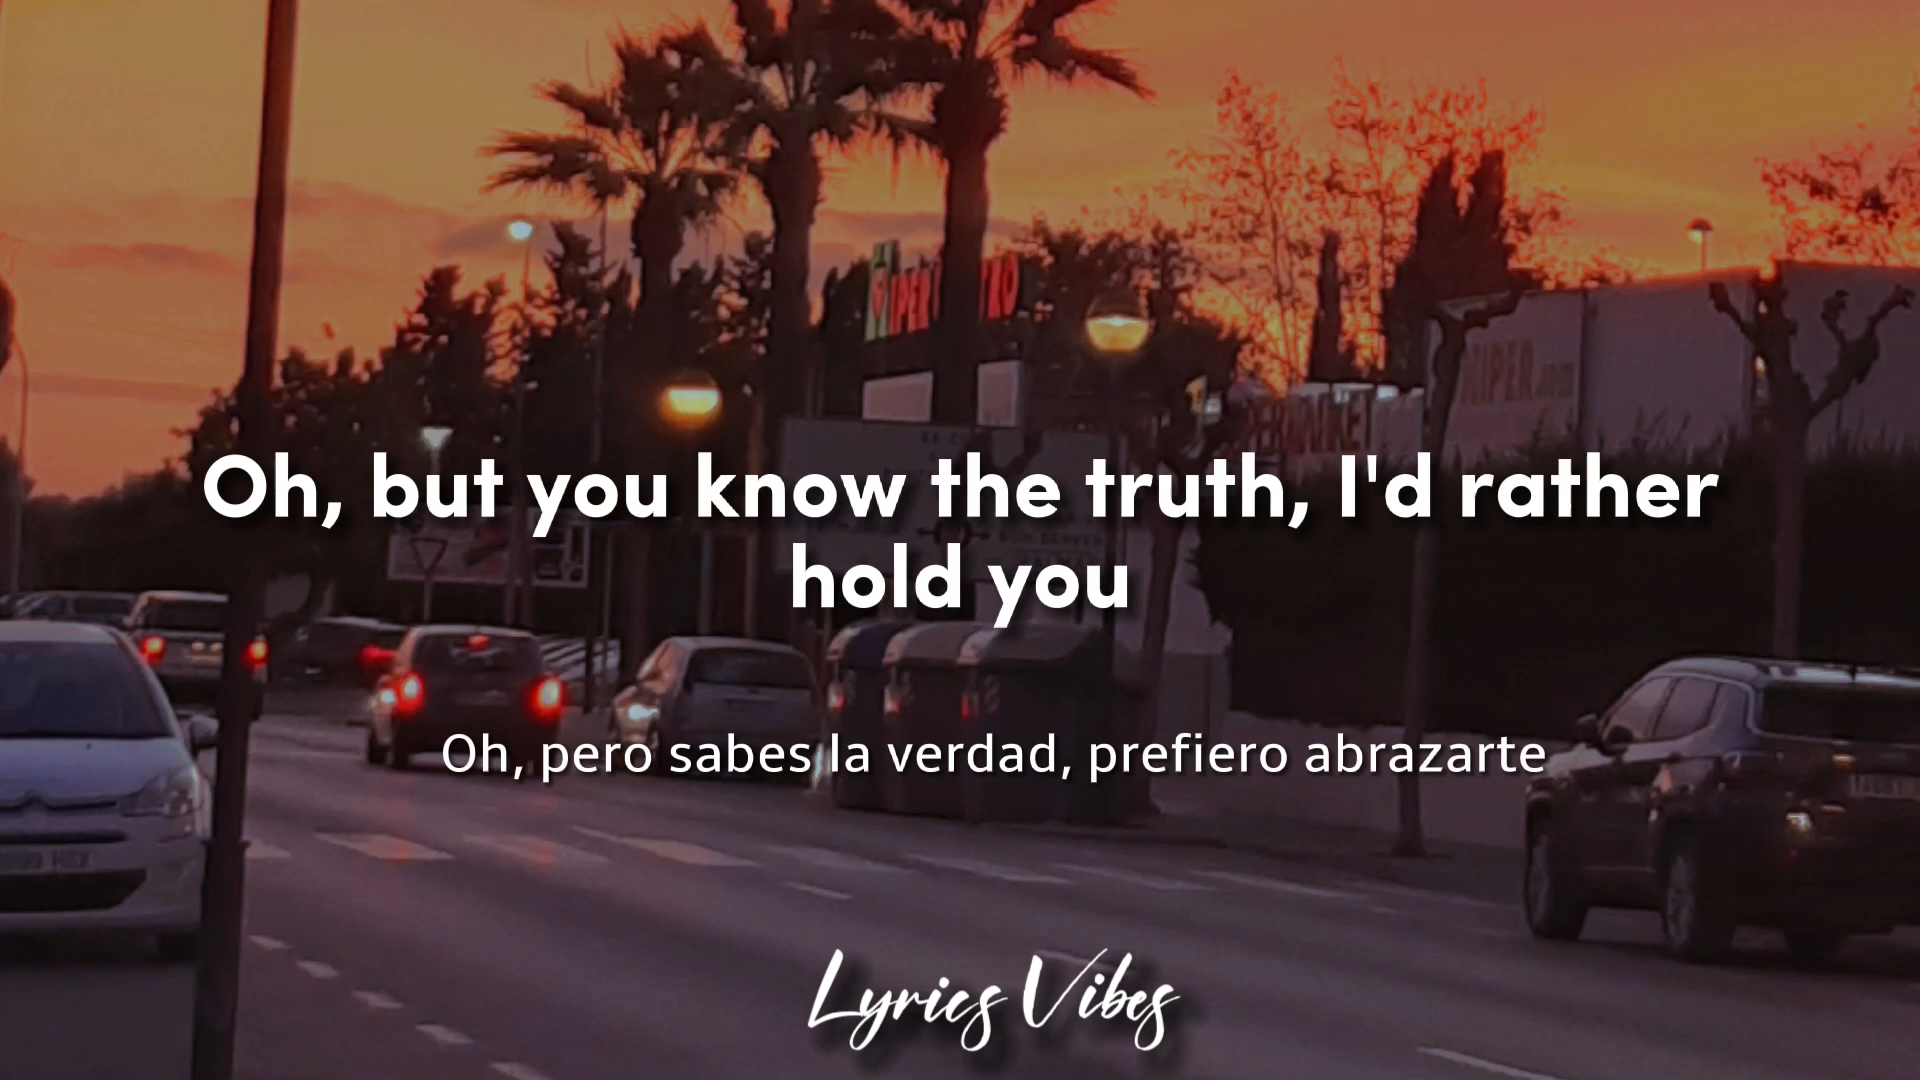 Oh, but you know the truth, I'd rather
hold you
Oh, pero sabes la verdad, prefiero abrazarte
Lyrics Vibes